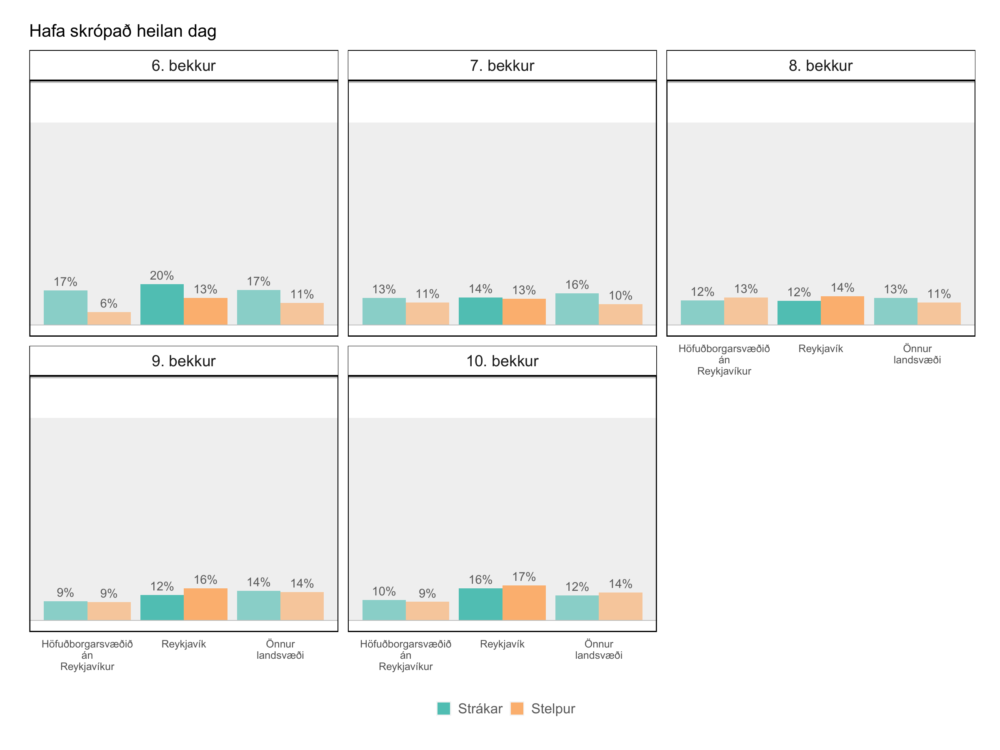 Hafa skrópað heilan dag
6. bekkur
17%
6%
20%
13%
17%
11%
7. bekkur
13%
11%
14%
13%
16%
10%
8. bekkur
12%
13%
12%
14%
13%
11%
Höfuðborgarsvæðið
án
Reykjavíkur
Reykjavík
Önnur
landsvæði
9. bekkur
9%
9%
12%
16%
14%
14%
Höfuðborgarsvæðið
án
Reykjavíkur
Reykjavík
Önnur
landsvæði
10. bekkur
10%
9%
16%
17%
12%
14%
Höfuðborgarsvæðið
án
Reykjavíkur
Reykjavík
Önnur
landsvæði
Strákar
Stelpur